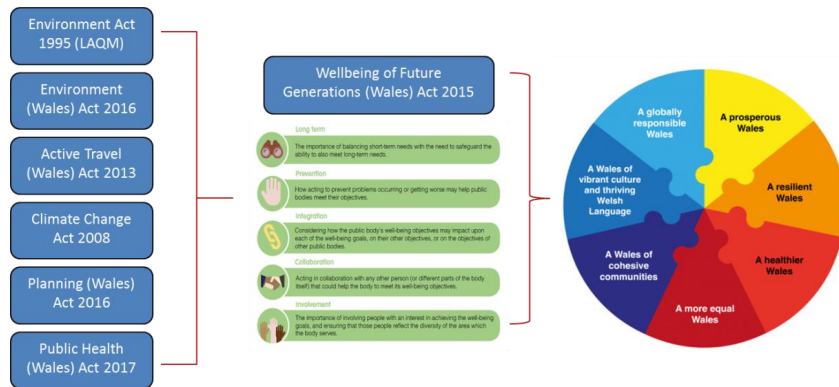 Environment Act
1995 (LAQM)
Environment
(Wales) Act 2016
Active Travel
(Wales) Act 2013
Climate Change
Act 2008
Planning (Wales)
Act 2016
Public Health
(Wales) Act 2017
Wellbeing of Future
Generations (Wales) Act 2015
Long term
The importance of balancing short-term needs with the need to safeguard the
ability to also meet long-term needs.
Prevention
How acting to prevent problems occurring or getting worse may help public
bodies meet their objectives.
Integration
Considering how the public body's well-being objectives may impact upon
each of the well-being goals, on their other objectives, or on the objectives of
other public bodies.
Collaboration
Acting in collaboration with any other person (or different parts of the body
itself) that could help the body to meet its well-being objectives.
Involvement
The importance of involving people with an interest in achieving the well-being
goals, and ensuring that those people reflect the diversity of the area which
the body serves.
A globally
responsible
Wales
A prosperous
Wales
A resilient
Wales
A healthier
Wales
A more equal
Wales
A Wales of
cohesive
communities
A Wales of
vibrant culture
and thriving
Welsh
Language